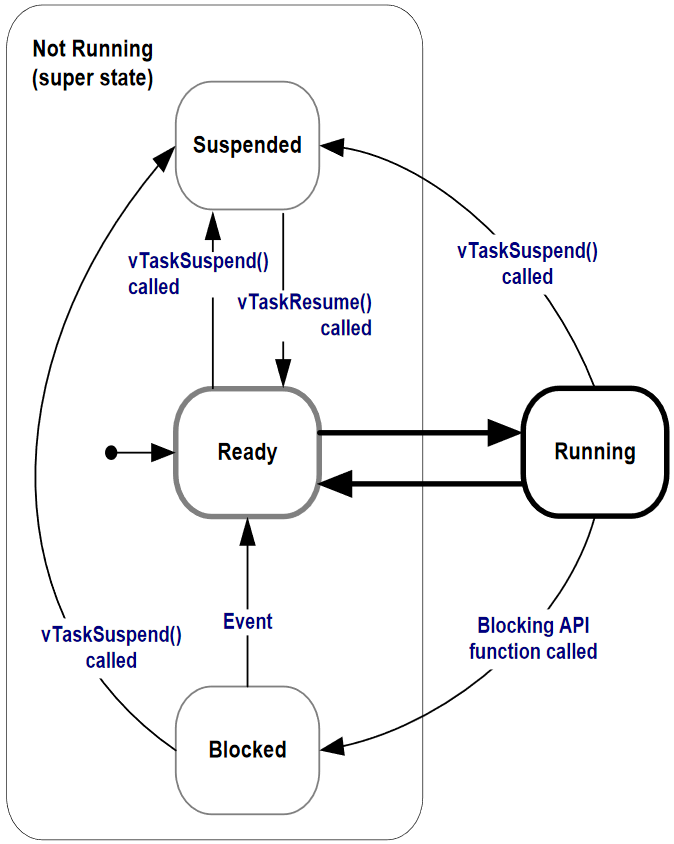 Not Running
(super state)
Suspended
vTaskSuspend()
called
vTaskResume()
called
vTaskSuspend()
called
Ready
Running
Event
vTaskSuspend()
called
Blocking API
function called
Blocked